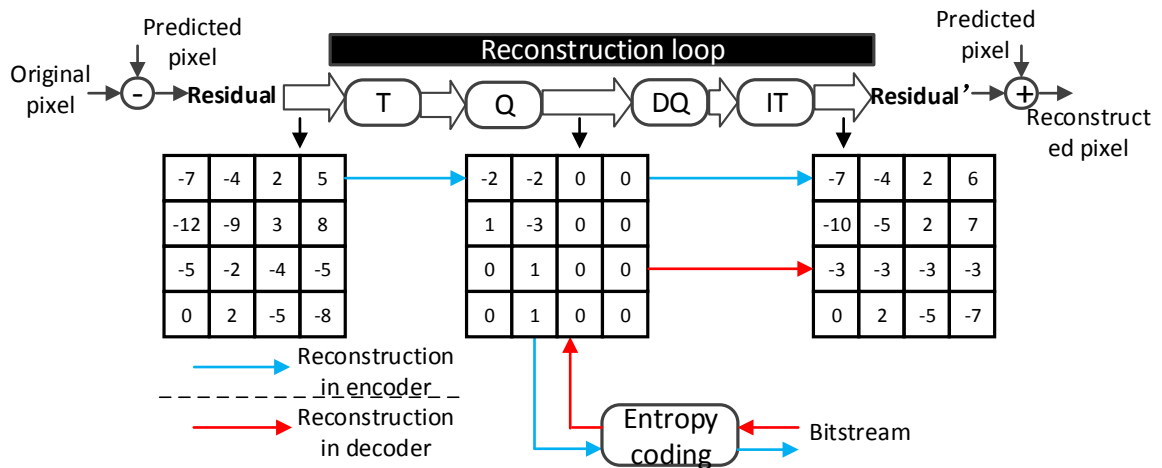 Predicted
pixel
Reconstruction loop
Predicted
pixel
Original
pixel
-
Residual
T
Q
DQ
IT
Residual’
+
Reconstruct
ed pixel
-7 -4 2 5
-12 -9 3 8
-5 -2 -4 -5
0 2 -5 -8
-2 -2 0 0
1 -3 0 0
0 1 0 0
0 1 0 0
-7 -4 2 6
-10 -5 2 7
-3 -3 -3 -3
0 2 -5 -7
Reconstruction
in encoder
Reconstruction
in decoder
Entropy
coding
Bitstream